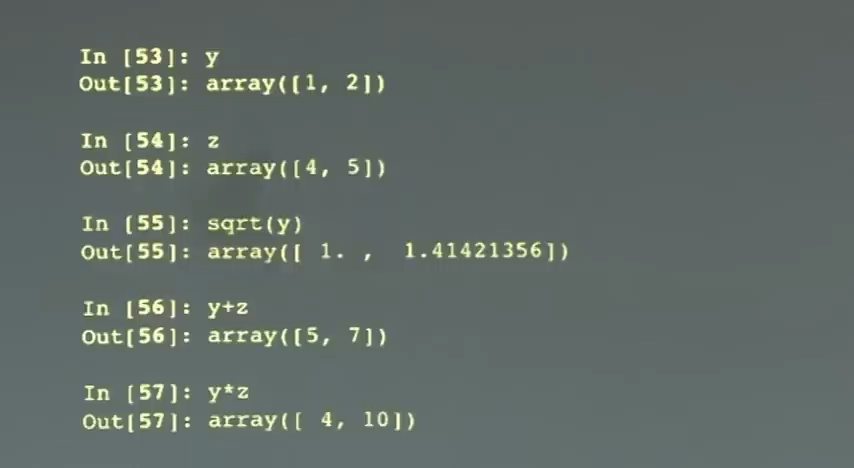 In [53]: y
Out[53]: array([1, 2])
In [54]: z
Out[54]: array([4, 5])
In [55]: sqrt(y)
Out[55]: array([ 1. ,  1.41421356])
In [56]: y+z
Out[56]: array([5, 7])
In [57]: y*z
Out[57]: array([ 4, 10])